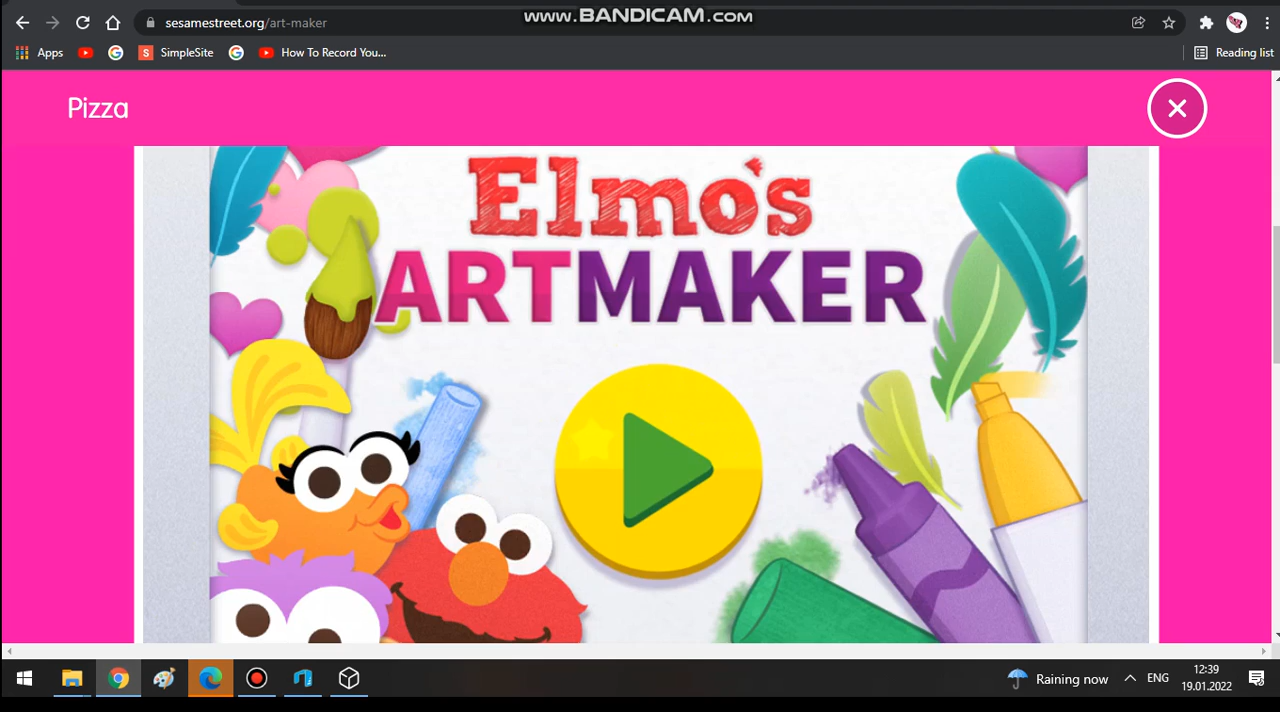 www.BANDICAM.com
sesamestreet.org/art-maker
Apps
S SimpleSite
How To Record You...
Reading list
Pizza
Elmo's
ARTMAKER
Raining now
ENG
12:39
19.01.2022